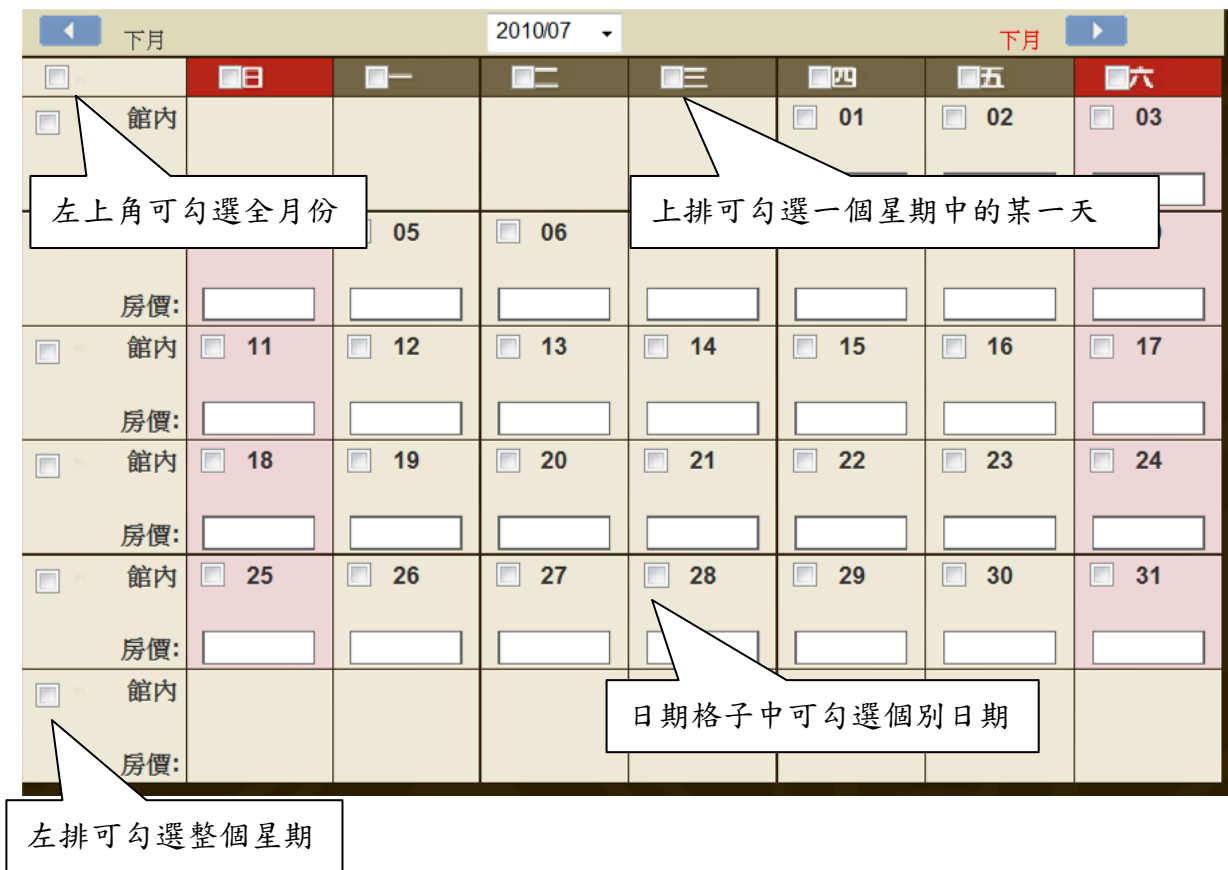 下月 2010/07 下月
日 一 二 三 四 五 六
館內 01 02 03
左上角可勾選全月份
上排可勾選一個星期中的某一天
05 06
房價:
館內 11 12 13 14 15 16 17
房價:
館內 18 19 20 21 22 23 24
房價:
館內 25 26 27 28 29 30 31
房價:
館內
日期格子中可勾選個別日期
房價:
左排可勾選整個星期